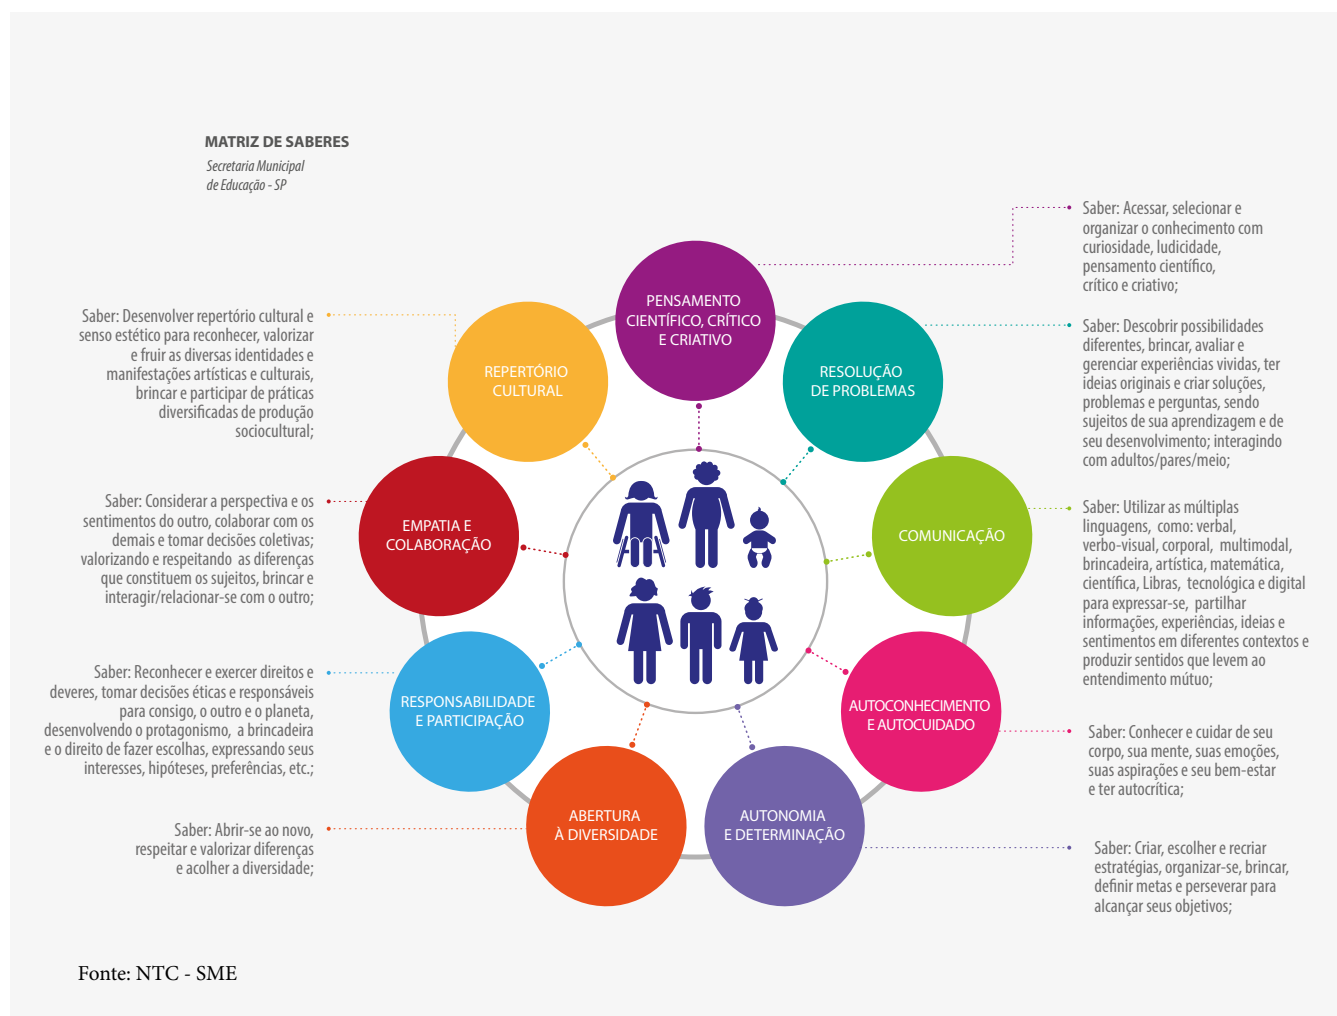 MATRIZ DE SABERES
Secretaria Municipal
de Educação - SP
PENSAMENTO
CIENTÍFICO, CRÍTICO
E CRIATIVO
Saber: Acessar, selecionar e
organizar o conhecimento com
curiosidade, ludicidade,
pensamento científico,
crítico e criativo;
RESOLUÇÃO
DE PROBLEMAS
Saber: Descobrir possibilidades
diferentes, brincar, avaliar e
gerenciar experiências vividas, ter
ideias originais e criar soluções,
problemas e perguntas, sendo
sujeitos de sua aprendizagem e de
seu desenvolvimento; interagindo
com adultos/pares/meio;
COMUNICAÇÃO
Saber: Utilizar as múltiplas
linguagens, como: verbal,
verbo-visual, corporal, multimodal,
brincadeira, artística, matemática,
científica, Libras, tecnológica e digital
para expressar-se, partilhar
informações, experiências, ideias e
sentimentos em diferentes contextos e
produzir sentidos que levem ao
entendimento mútuo;
AUTOCONHECIMENTO
E AUTOCUIDADO
Saber: Conhecer e cuidar de seu
corpo, sua mente, suas emoções,
suas aspirações e seu bem-estar
e ter autocrítica;
AUTONOMIA
E DETERMINAÇÃO
Saber: Criar, escolher e recriar
estratégias, organizar-se, brincar,
definir metas e perseverar para
alcançar seus objetivos;
ABERTURA
À DIVERSIDADE
Saber: Abrir-se ao novo,
respeitar e valorizar diferenças
e acolher a diversidade;
RESPONSABILIDADE
E PARTICIPAÇÃO
Saber: Reconhecer e exercer direitos e
deveres, tomar decisões éticas e responsáveis
para consigo, o outro e o planeta,
desenvolvendo o protagonismo, a brincadeira
e o direito de fazer escolhas, expressando seus
interesses, hipóteses, preferências, etc.;
EMPATIA E
COLABORAÇÃO
Saber: Considerar a perspectiva e os
sentimentos do outro, colaborar com os
demais e tomar decisões coletivas;
valorizando e respeitando as diferenças
que constituem os sujeitos, brincar e
interagir/relacionar-se com o outro;
REPERTÓRIO
CULTURAL
Saber: Desenvolver repertório cultural e
senso estético para reconhecer, valorizar
e fruir as diversas identidades e
manifestações artísticas e culturais,
brincar e participar de práticas
diversificadas de produção
sociocultural;
Fonte: NTC - SME